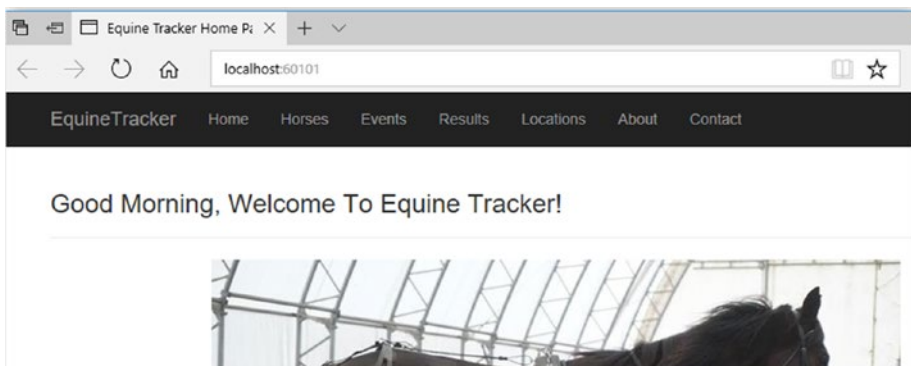 Equine Tracker Home Pa
localhost:60101
EquineTracker Home Horses Events Results Locations About Contact
Good Morning, Welcome To Equine Tracker!